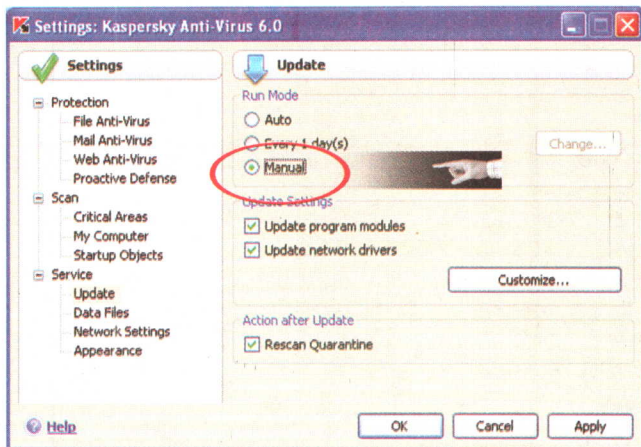 Settings: Kaspersky Anti-Virus 6.0
Settings
Protection
File Anti-Virus
Mail Anti-Virus
Web Anti-Virus
Proactive Defense
Scan
Critical Areas
My Computer
Startup Objects
Service
Update
Data Files
Network Settings
Appearance
Update
Run Mode
Auto
Every 1 day(s)
Change...
Manual
Update Settings
Update program modules
Update network drivers
Customize...
Action after Update
Rescan Quarantine
Help
OK
Cancel
Apply